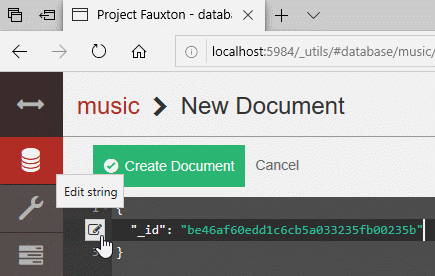 Project Fauxton - datab
localhost:5984/_utils/#database/music/
music > New Document
Create Document Cancel
Edit string
1 {
"_id": "be46af60edd1c6cb5a033235fb00235b"
3 }